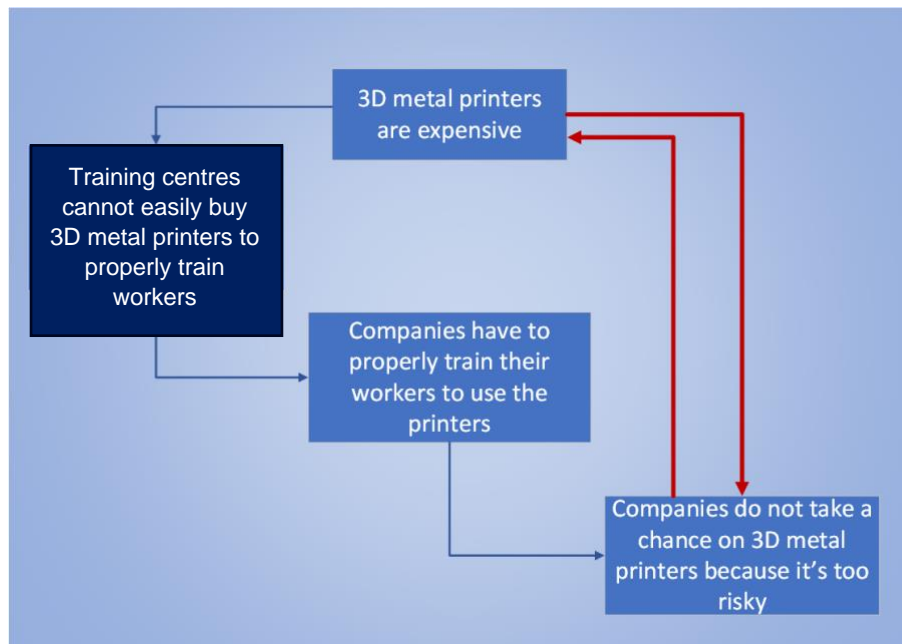 3D metal printers
are expensive
Training centres
cannot easily buy
3D metal printers to
properly train
workers
Companies have to
properly train their
workers to use the
printers
Companies do not take a
chance on 3D metal
printers because it's too
risky